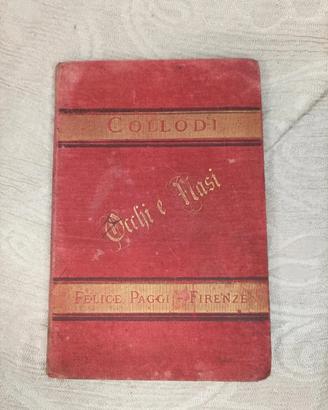 COLLODI
Occhi e Nasi
FELICE PAGGI - FIRENZE